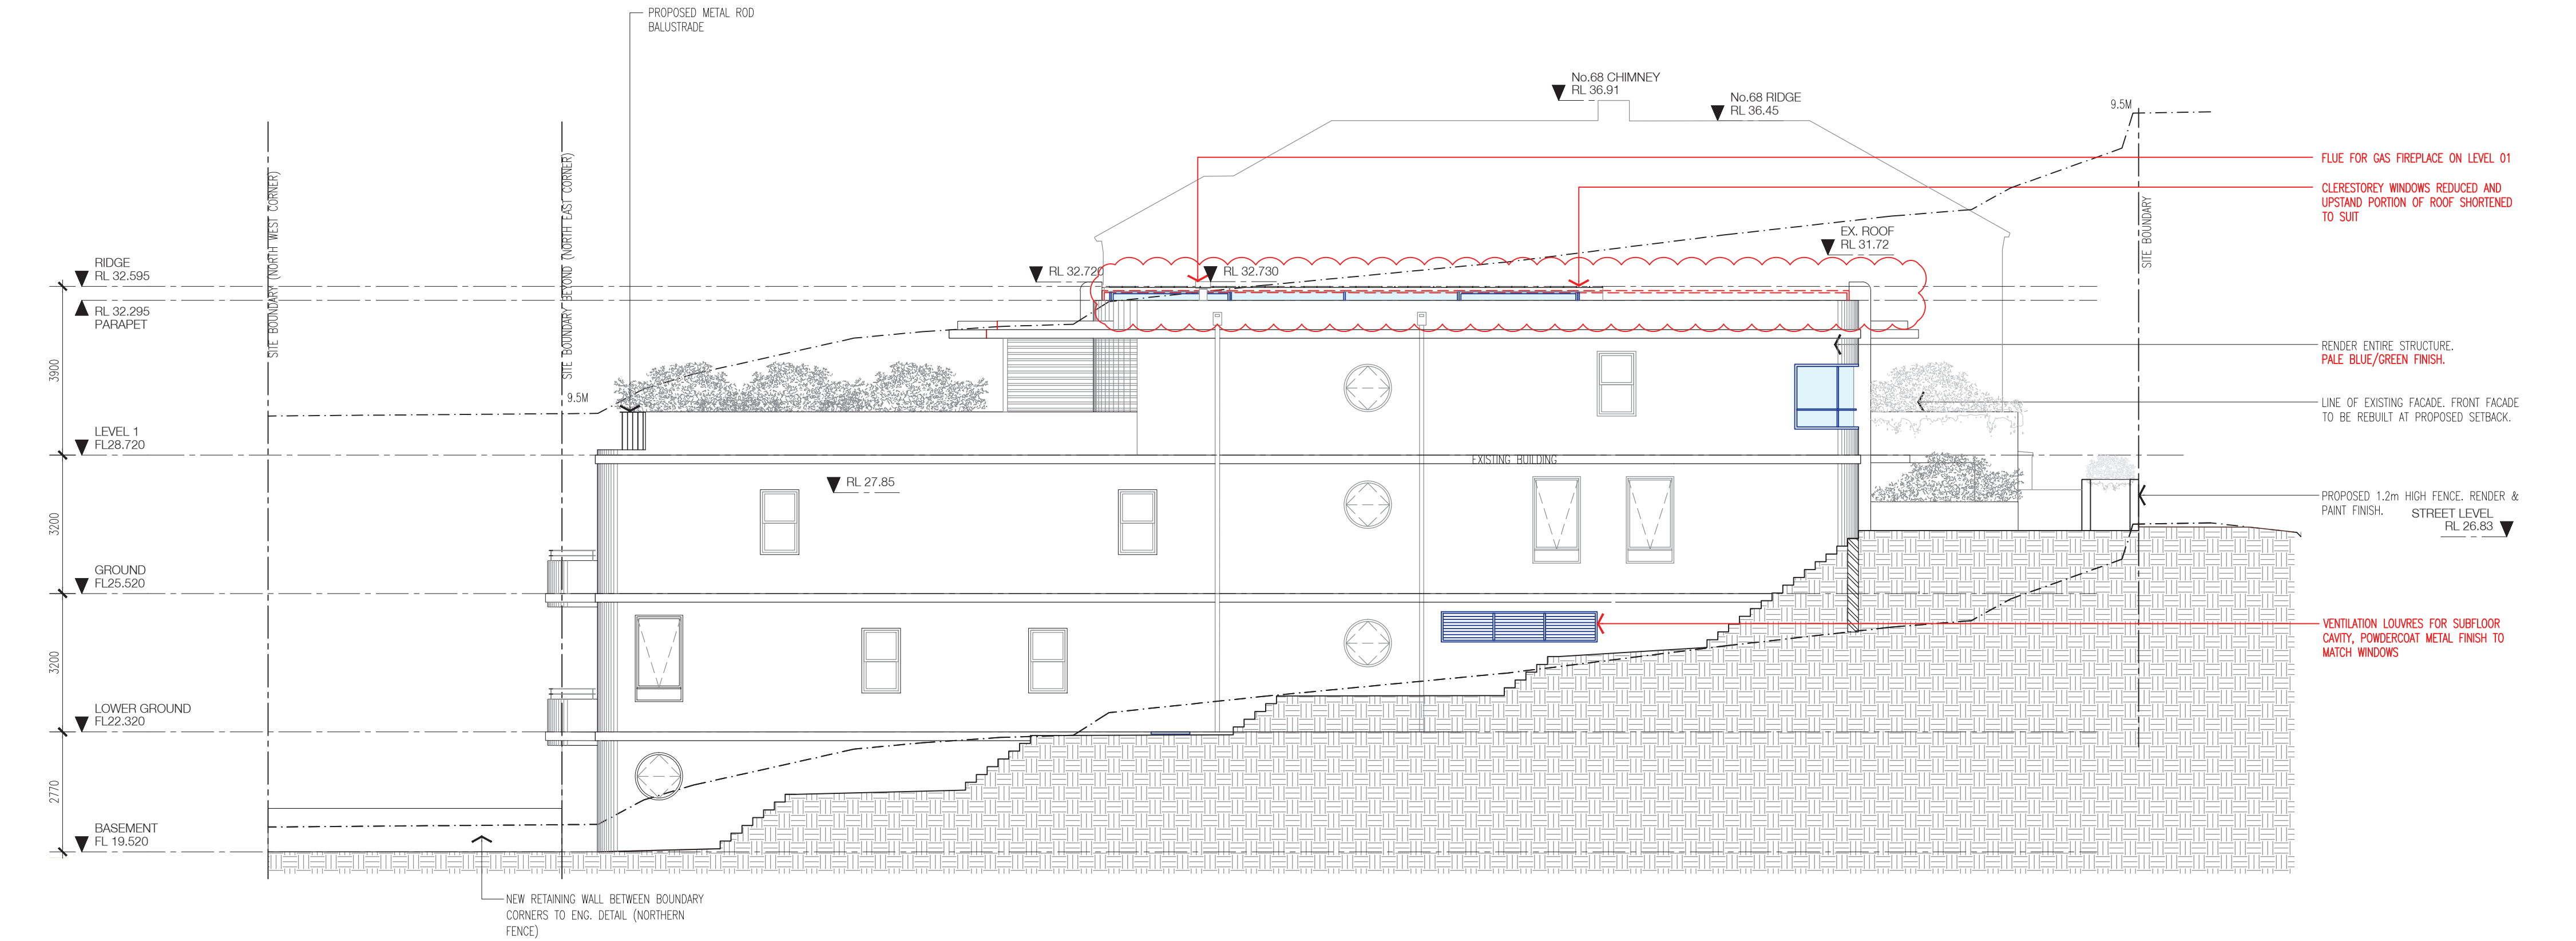 PROPOSED METAL ROD
BALUSTRADE
No.68 CHIMNEY
RL 36.91
No.68 RIDGE
RL 36.45
9.5M
FLUE FOR GAS FIREPLACE ON LEVEL 01
CLERESTOREY WINDOWS REDUCED AND
UPSTAND PORTION OF ROOF SHORTENED
TO SUIT
SITE BOUNDARY (NORTH WEST CORNER)
SITE BOUNDARY BEYOND (NORTH EAST CORNER)
SITE BOUNDARY
EX. ROOF
RL 31.72
RIDGE
RL 32.595
RL 32.720
RL 32.730
RL 32.295
PARAPET
RENDER ENTIRE STRUCTURE.
PALE BLUE/GREEN FINISH.
3900
9.5M
LINE OF EXISTING FACADE. FRONT FACADE
TO BE REBUILT AT PROPOSED SETBACK.
LEVEL 1
FL28.720
EXISTING BUILDING
RL 27.85
PROPOSED 1.2m HIGH FENCE. RENDER &
PAINT FINISH.
STREET LEVEL
RL 26.83
3200
GROUND
FL25.520
VENTILATION LOUVRES FOR SUBFLOOR
CAVITY, POWDERCOAT METAL FINISH TO
MATCH WINDOWS
3200
LOWER GROUND
FL22.320
2770
BASEMENT
FL 19.520
NEW RETAINING WALL BETWEEN BOUNDARY
CORNERS TO ENG. DETAIL (NORTHERN
FENCE)